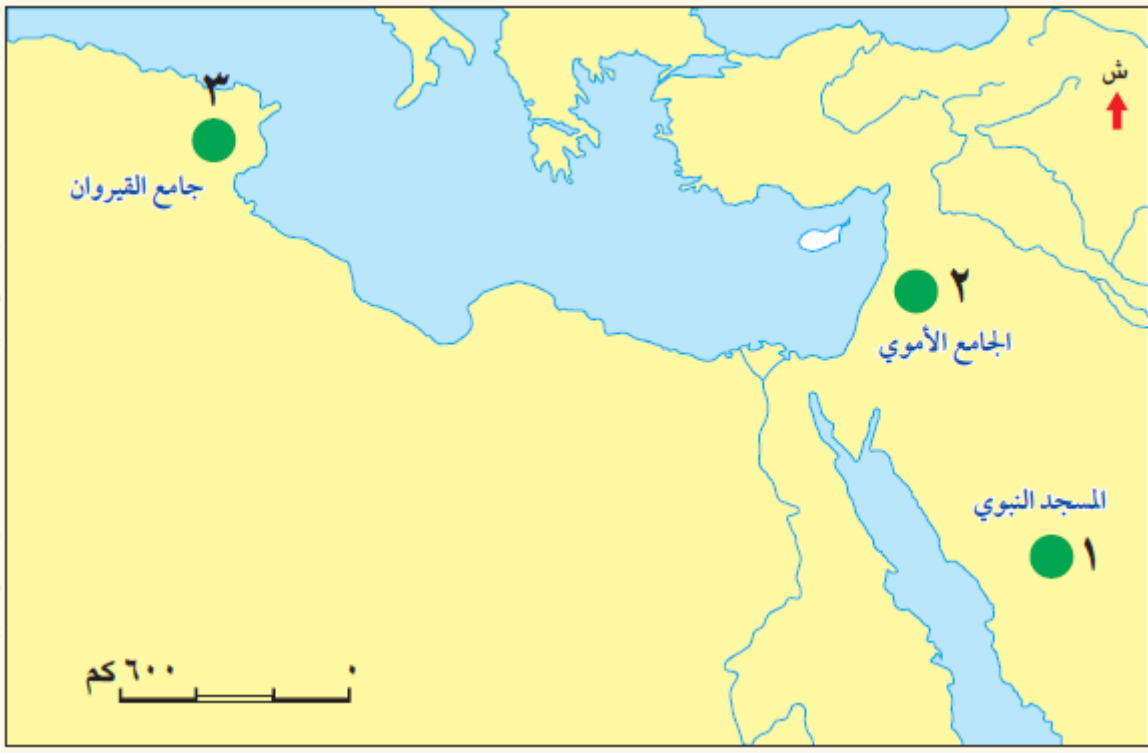 ش
٣
جامع القيروان
٢
الجامع الأموي
المسجد النبوي
١
٠ ٦٠٠ كم